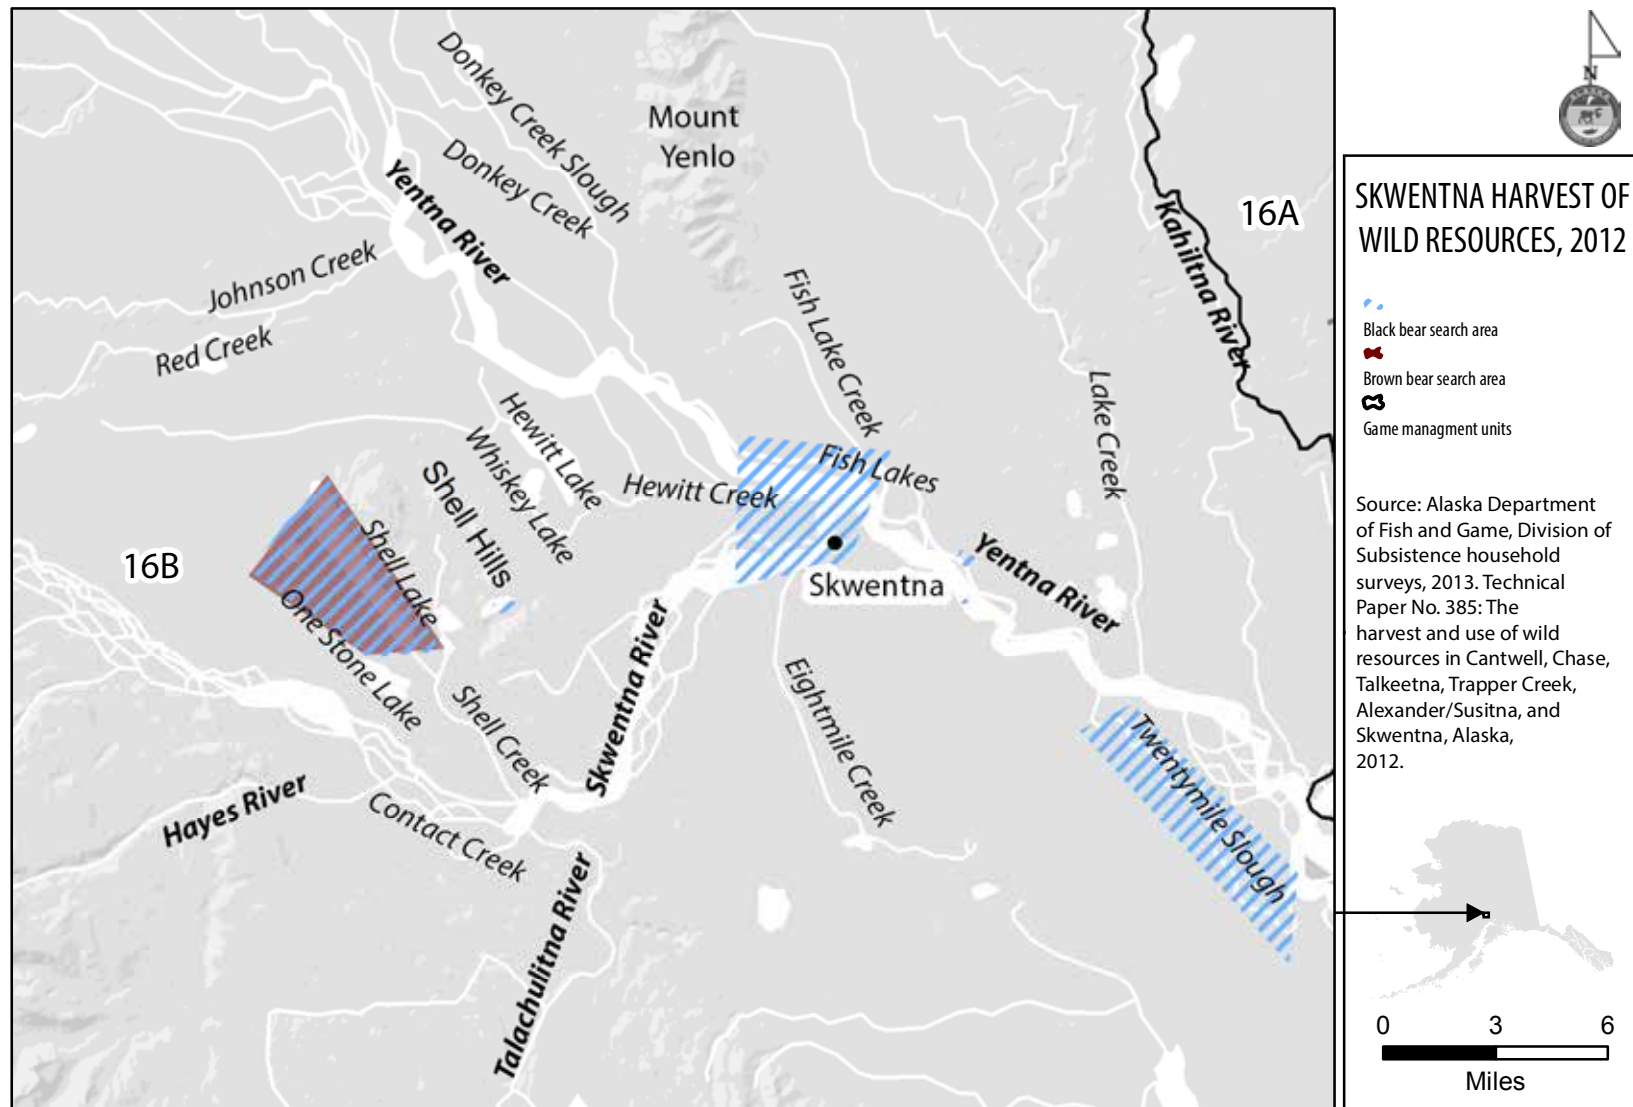 Donkey Creek Slough
Mount
Yenlo
Donkey Creek
Yentna River
16A
Kahiltna River
Johnson Creek
Red Creek
Fish Lake Creek
Lake Creek
Hewitt Lake
Whiskey Lake
Shell Hills
Hewitt Creek
Fish Lakes
16B
Shell Lake
One Stone Lake
Skwentna
Yentna River
Skwentna River
Shell Creek
Eightmile Creek
Twentymile Slough
Hayes River
Contact Creek
Talachulitna River
N
ALASKA
SKWENTNA HARVEST OF
WILD RESOURCES, 2012
Black bear search area
Brown bear search area
Game managment units
Source: Alaska Department
of Fish and Game, Division of
Subsistence household
surveys, 2013. Technical
Paper No. 385: The
harvest and use of wild
resources in Cantwell, Chase,
Talkeetna, Trapper Creek,
Alexander/Susitna, and
Skwentna, Alaska,
2012.
0 3 6
Miles